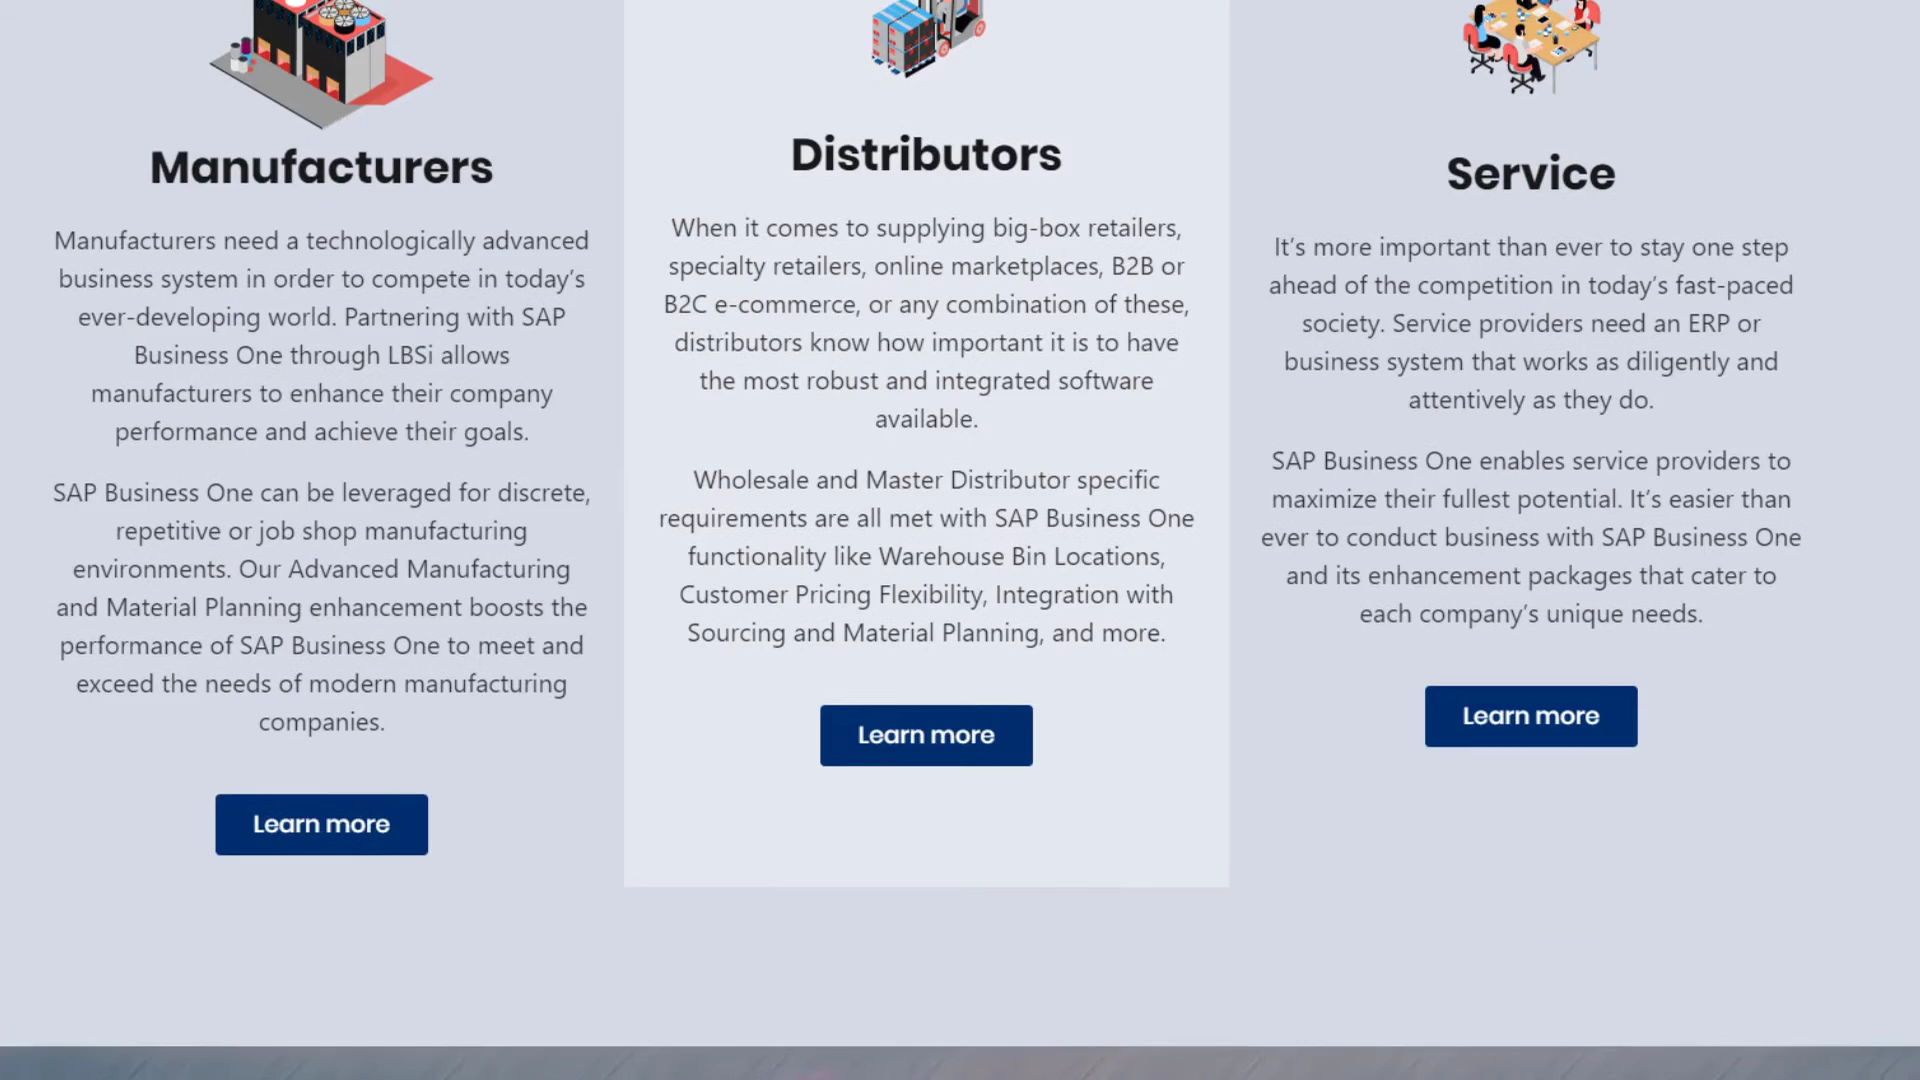 Manufacturers
Manufacturers need a technologically advanced
business system in order to compete in today’s
ever-developing world. Partnering with SAP
Business One through LBSi allows
manufacturers to enhance their company
performance and achieve their goals.
SAP Business One can be leveraged for discrete,
repetitive or job shop manufacturing
environments. Our Advanced Manufacturing
and Material Planning enhancement boosts the
performance of SAP Business One to meet and
exceed the needs of modern manufacturing
companies.
Learn more
Distributors
When it comes to supplying big-box retailers,
specialty retailers, online marketplaces, B2B or
B2C e-commerce, or any combination of these,
distributors know how important it is to have
the most robust and integrated software
available.
Wholesale and Master Distributor specific
requirements are all met with SAP Business One
functionality like Warehouse Bin Locations,
Customer Pricing Flexibility, Integration with
Sourcing and Material Planning, and more.
Learn more
Service
It’s more important than ever to stay one step
ahead of the competition in today’s fast-paced
society. Service providers need an ERP or
business system that works as diligently and
attentively as they do.
SAP Business One enables service providers to
maximize their fullest potential. It’s easier than
ever to conduct business with SAP Business One
and its enhancement packages that cater to
each company’s unique needs.
Learn more